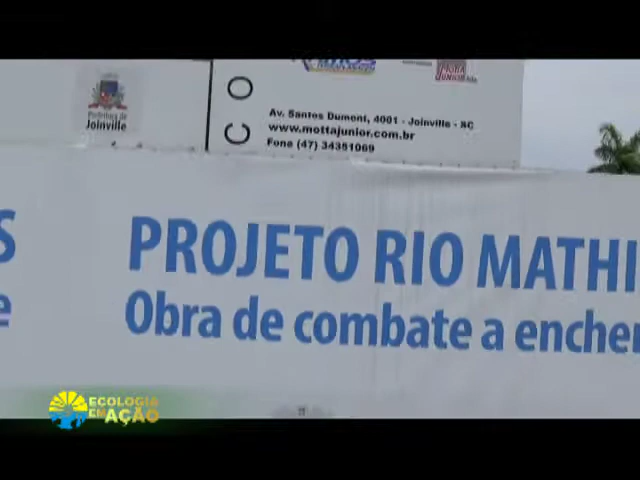 Prefeitura de
Joinville
C O
Av. Santos Dumont, 4001 - Joinville - SC
www.mottajunior.com.br
Fone (47) 34351069
S
e
PROJETO RIO MATHI
Obra de combate a enche
ECOLOGIA
EM AÇÃO